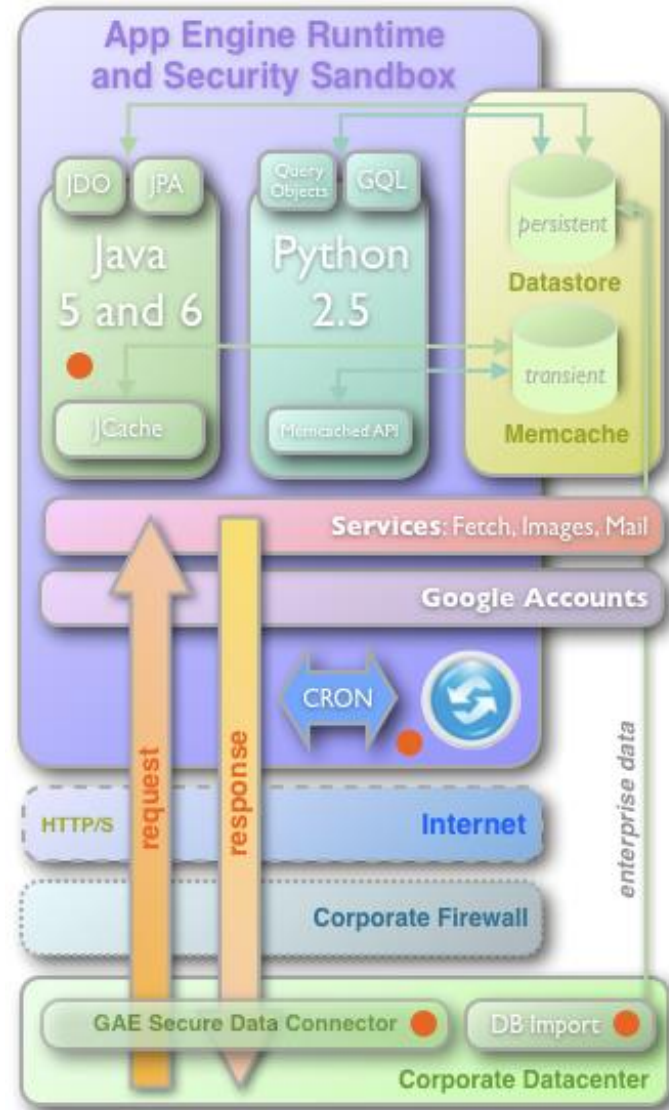 App Engine Runtime
and Security Sandbox
JDO
JPA
Query
Objects
GQL
Java
5 and 6
Python
2.5
persistent
Datastore
transient
Memcache
JCache
Memcached API
Services: Fetch, Images, Mail
Google Accounts
CRON
request
response
enterprise data
HTTP/S
Internet
Corporate Firewall
GAE Secure Data Connector
DB Import
Corporate Datacenter